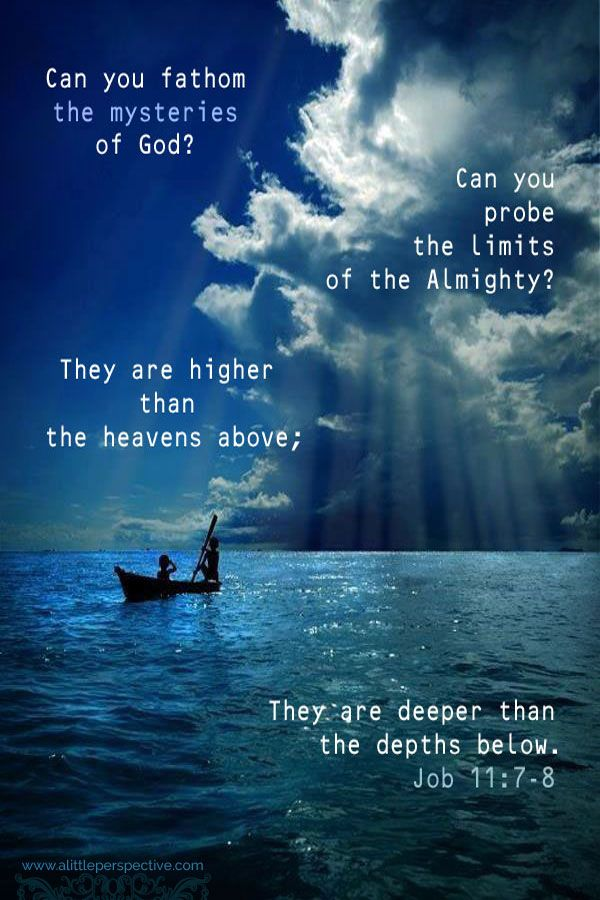 Can you fathom
the mysteries
of God?
Can you
probe
the limits
of the Almighty?
They are higher
than
the heavens above;
They are deeper than
the depths below.
Job 11:7-8
www.alittleperspective.com